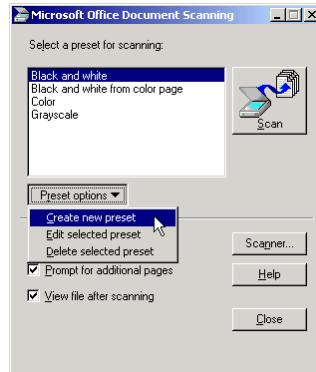 Microsoft Office Document Scanning
Select a preset for scanning:
Black and white
Black and white from color page
Color
Grayscale
Scan
Preset options
Create new preset
Edit selected preset
Delete selected preset
Scanner...
Prompt for additional pages
Help
View file after scanning
Close